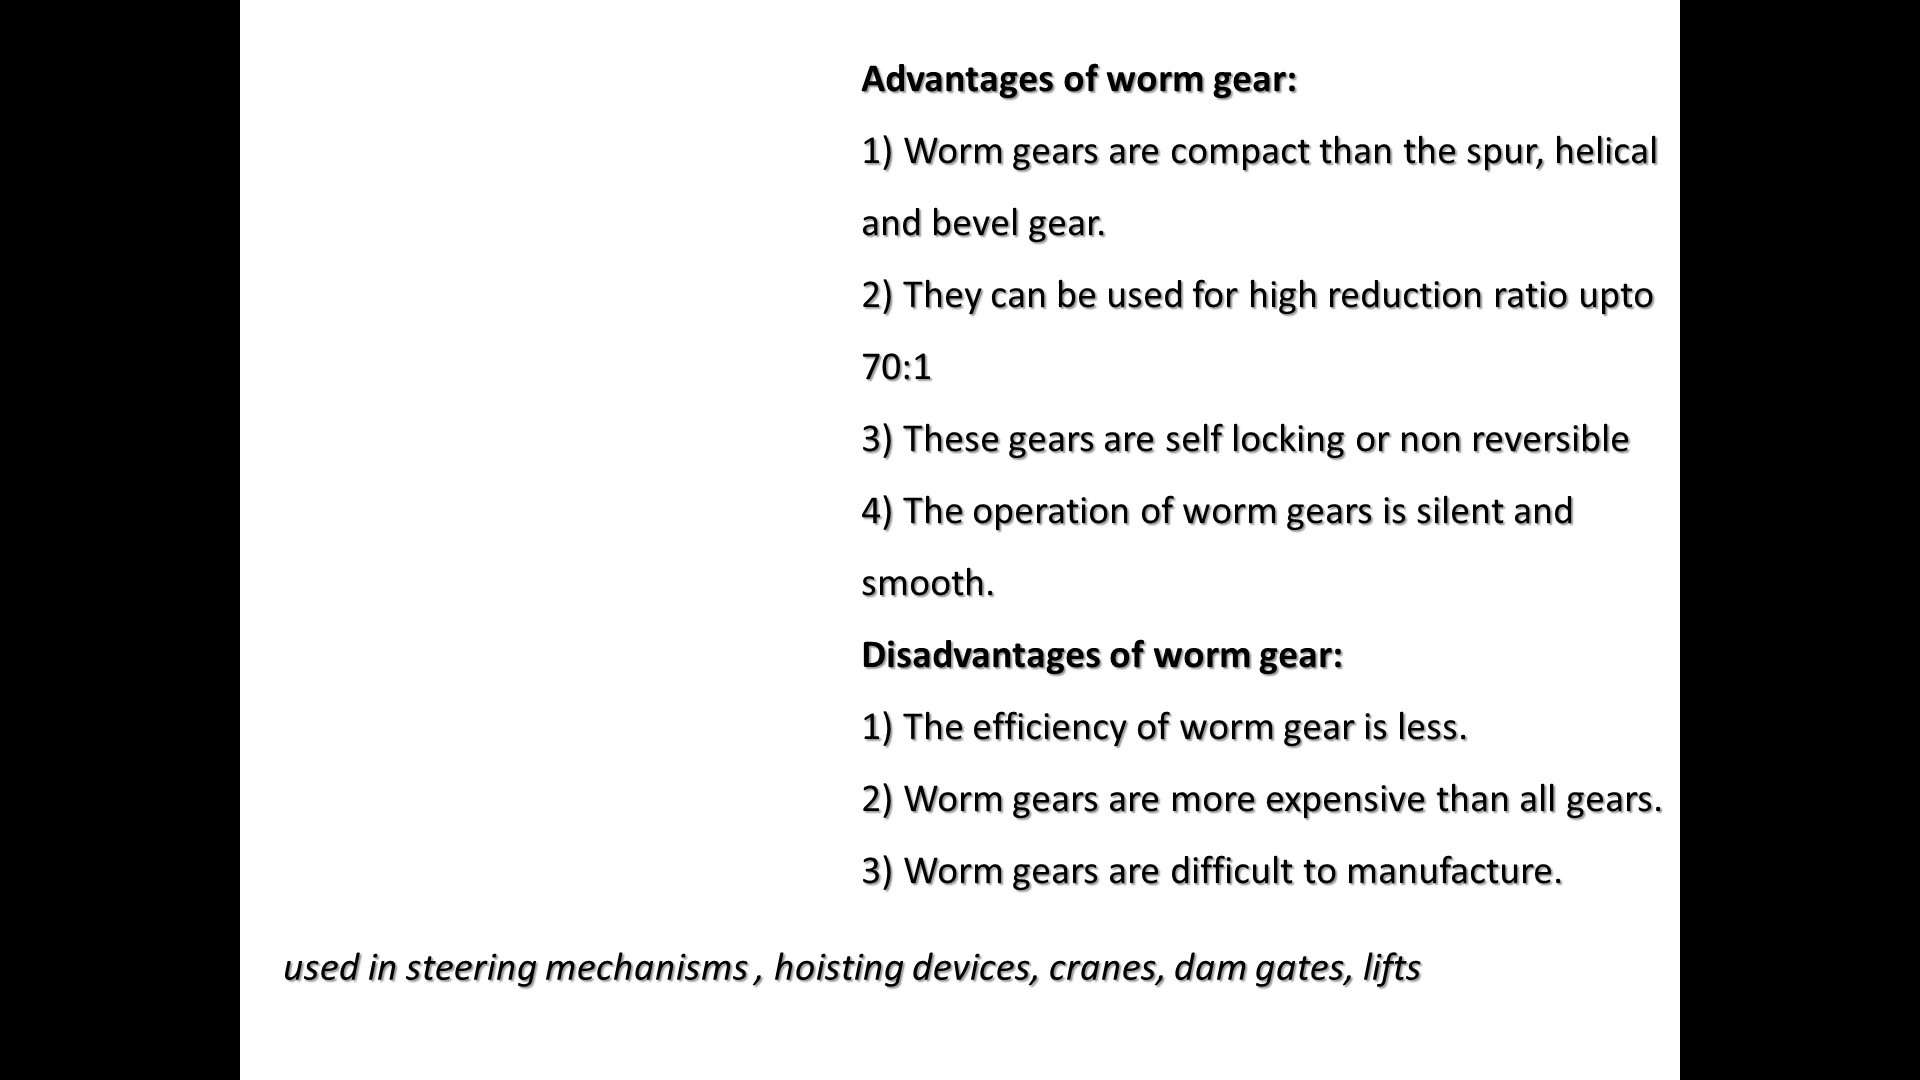 Advantages of worm gear:
1) Worm gears are compact than the spur, helical
and bevel gear.
2) They can be used for high reduction ratio upto
70:1
3) These gears are self locking or non reversible
4) The operation of worm gears is silent and
smooth.
Disadvantages of worm gear:
1) The efficiency of worm gear is less.
2) Worm gears are more expensive than all gears.
3) Worm gears are difficult to manufacture.
used in steering mechanisms , hoisting devices, cranes, dam gates, lifts